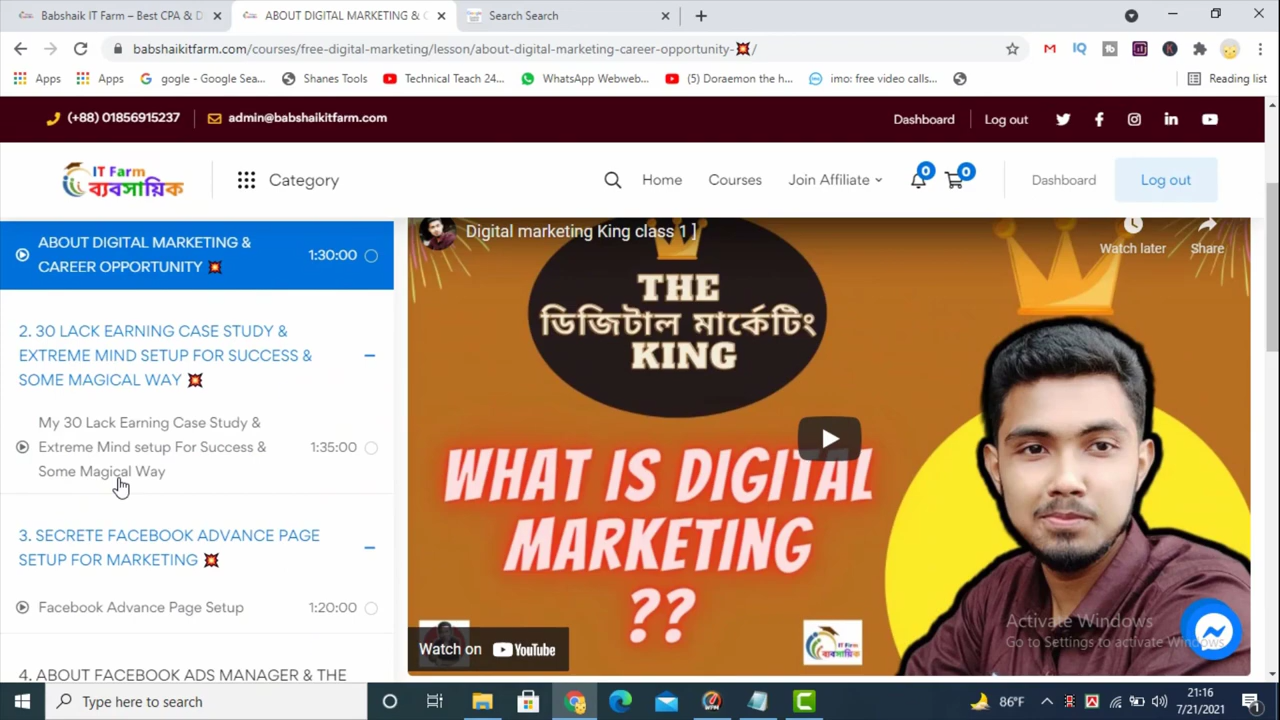 Babshaik IT Farm – Best CPA & D
ABOUT DIGITAL MARKETING & C
Search Search
babshaikitfarm.com/courses/free-digital-marketing/lesson/about-digital-marketing-career-opportunity-💥/
Apps
Apps
gogle - Google Sea...
Shanes Tools
Technical Teach 24...
WhatsApp Webweb...
(5) Doraemon the h...
imo: free video calls...
Reading list
(+88) 01856915237
admin@babshaikitfarm.com
Dashboard
Log out
IT Farm
ব্যবসায়িক
Category
Home
Courses
Join Affiliate
0
0
Dashboard
Log out
ABOUT DIGITAL MARKETING &
CAREER OPPORTUNITY 💥
1:30:00
2. 30 LACK EARNING CASE STUDY &
EXTREME MIND SETUP FOR SUCCESS &
SOME MAGICAL WAY 💥
My 30 Lack Earning Case Study &
Extreme Mind setup For Success &
Some Magical Way
1:35:00
3. SECRETE FACEBOOK ADVANCE PAGE
SETUP FOR MARKETING 💥
Facebook Advance Page Setup
1:20:00
4. ABOUT FACEBOOK ADS MANAGER & THE
Digital marketing King class 1 ]
Watch later
Share
THE
ডিজিটাল মার্কেটিং
KING
WHAT IS DIGITAL
MARKETING
??
Watch on YouTube
IT Farm
ব্যবসায়িক
Activate Windows
Go to Settings to activate Windows
Type here to search
86°F
21:16
7/21/2021
1